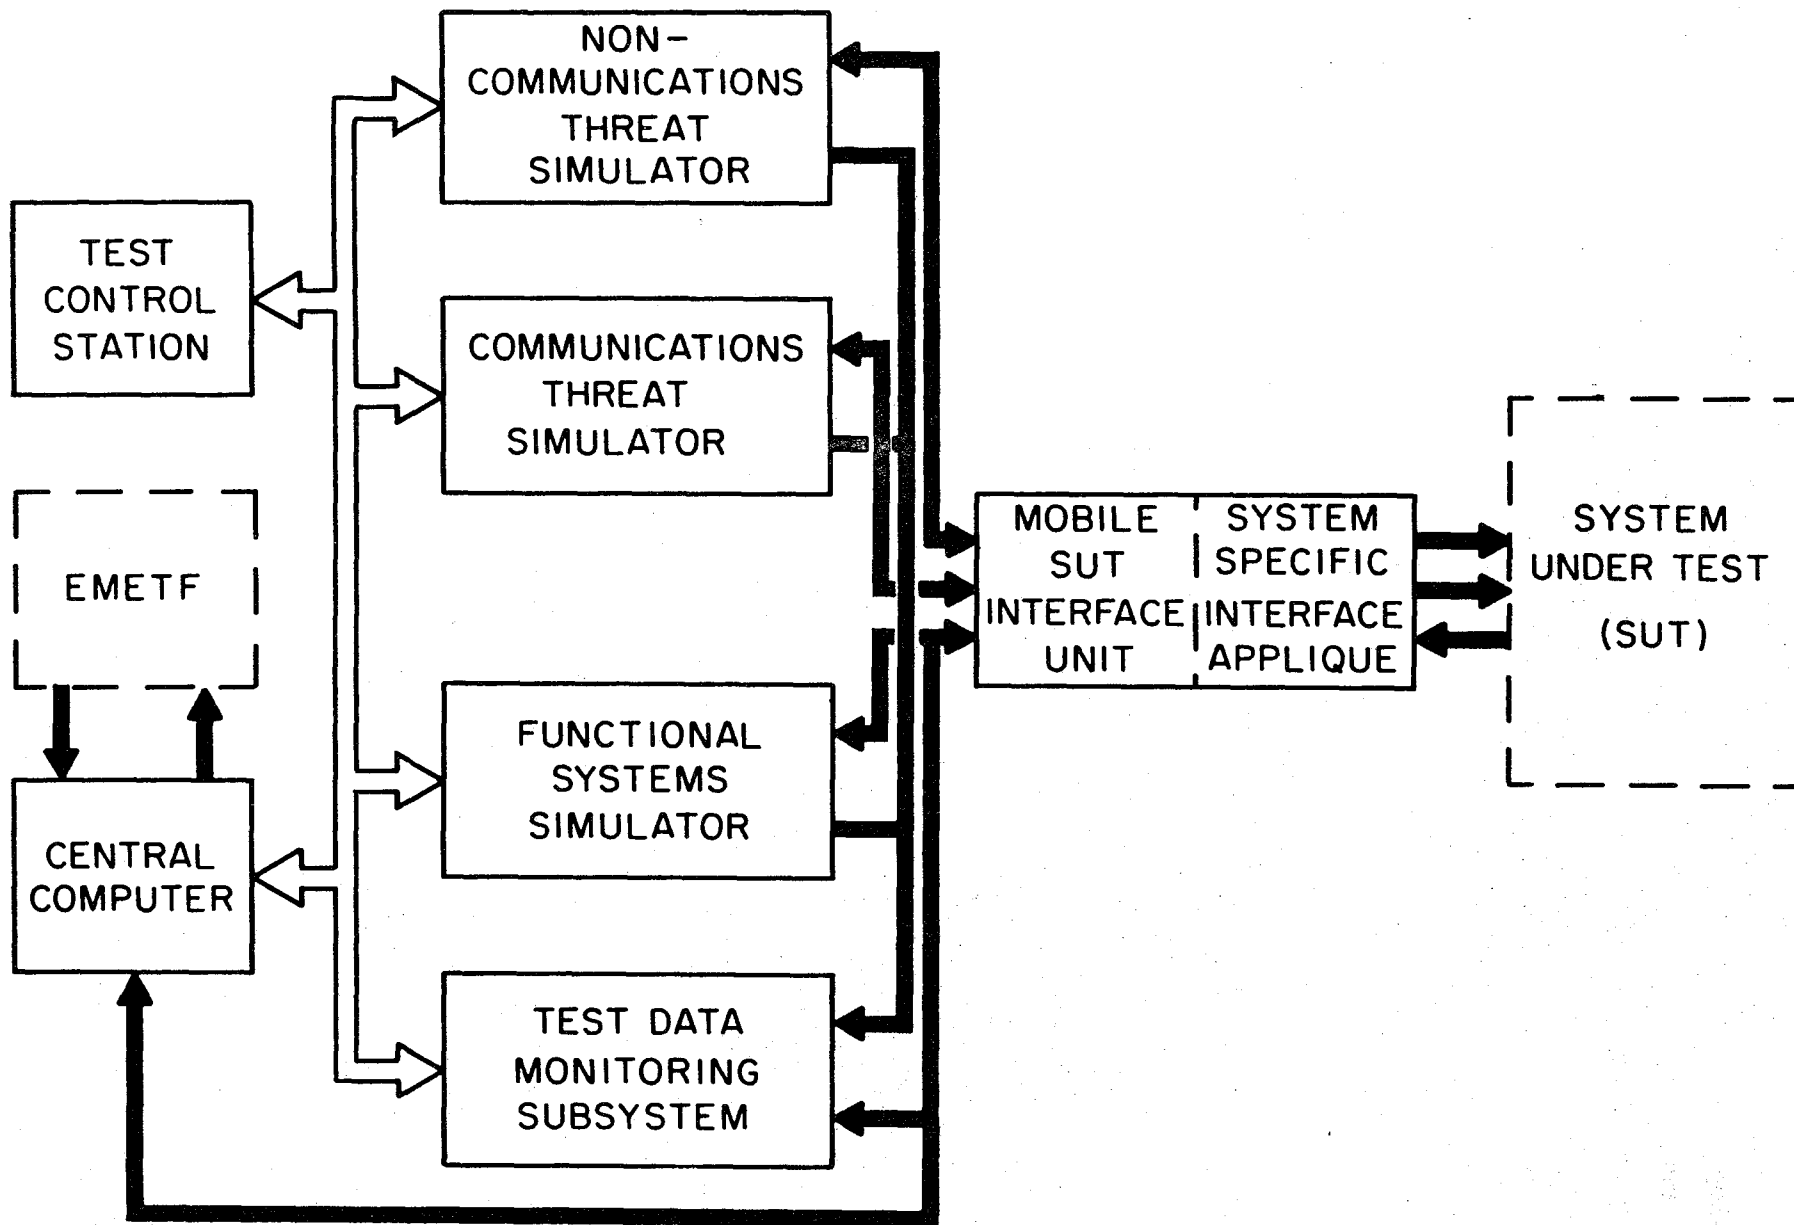 NON-
COMMUNICATIONS
THREAT
SIMULATOR
TEST
CONTROL
STATION
COMMUNICATIONS
THREAT
SIMULATOR
EMETF
MOBILE
SUT
INTERFACE
UNIT
SYSTEM
SPECIFIC
INTERFACE
APPLIQUE
SYSTEM
UNDER TEST
(SUT)
FUNCTIONAL
SYSTEMS
SIMULATOR
CENTRAL
COMPUTER
TEST DATA
MONITORING
SUBSYSTEM